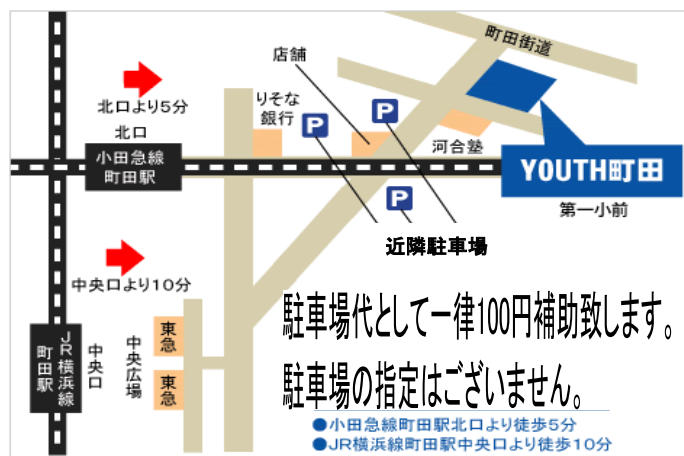 町田街道
店舗
北口より5分
りそな
銀行
P
P
北口
河合塾
小田急線
町田駅
YOUTH町田
P
第一小前
近隣駐車場
中央口より10分
駐車場代として一律100円補助致します。
JR横浜線
町田駅
中央口
中央広場
東急
東急
駐車場の指定はございません。
●小田急線町田駅北口より徒歩5分
●JR横浜線町田駅中央口より徒歩10分